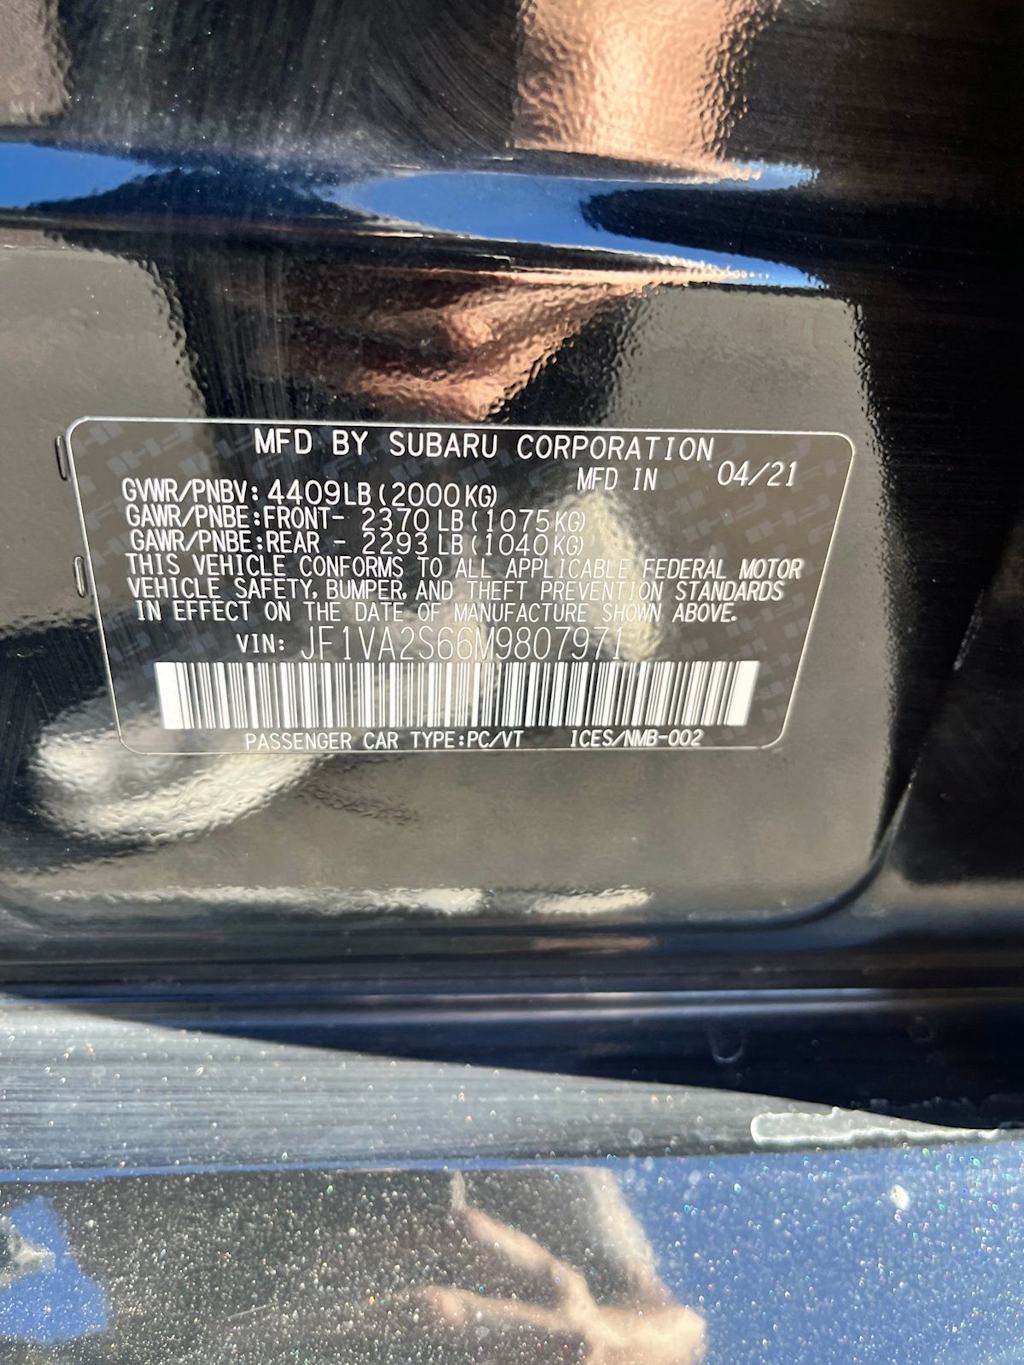 MFD BY SUBARU CORPORATION
MFD IN 04/21
GVWR/PNBV: 4409LB(2000KG)
GAWR/PNBE:FRONT- 2370LB(1075KG)
GAWR/PNBE:REAR - 2293LB(1040KG)
THIS VEHICLE CONFORMS TO ALL APPLICABLE FEDERAL MOTOR
VEHICLE SAFETY, BUMPER, AND THEFT PREVENTION STANDARDS
IN EFFECT ON THE DATE OF MANUFACTURE SHOWN ABOVE.
VIN: JF1VA2S66M9807971
PASSENGER CAR TYPE:PC/VT ICES/NMB-002